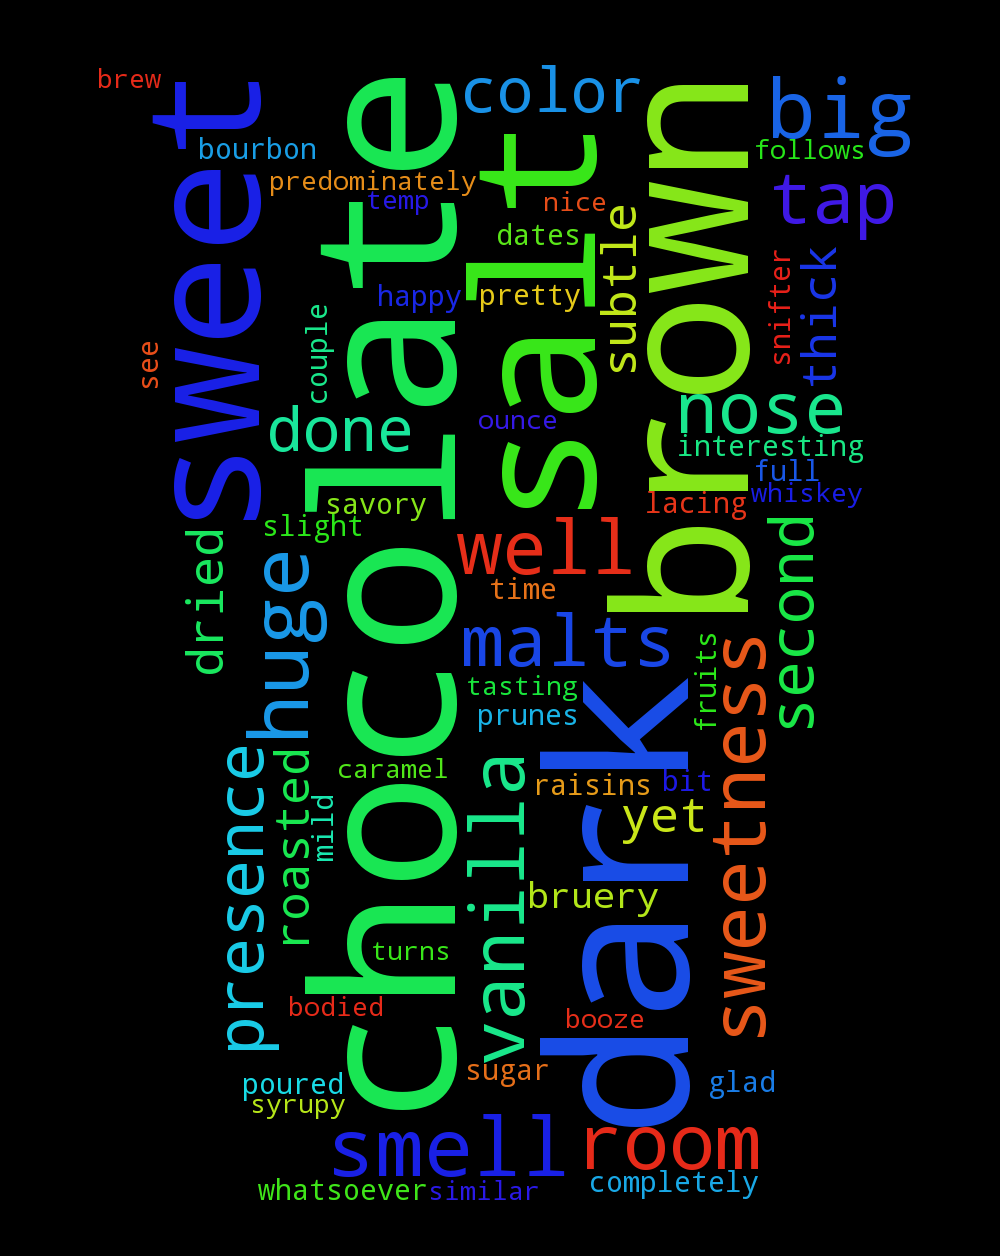 brew
sweet
chocolate
color
salt
brown
big
bourbon
follows
predominately
temp
nice
tap
dates
subtle
happy
pretty
snifter
thick
see
couple
done
ounce
nose
interesting
full
whiskey
savory
lacing
slight
well
second
dried
huge
time
malts
fruits
sweetness
tasting
dark
prunes
presence
roasted
caramel
vanilla
raisins
bit
mild
yet
bruery
turns
bodied
booze
sugar
poured
glad
syrupy
smell
room
whatsoever
similar
completely